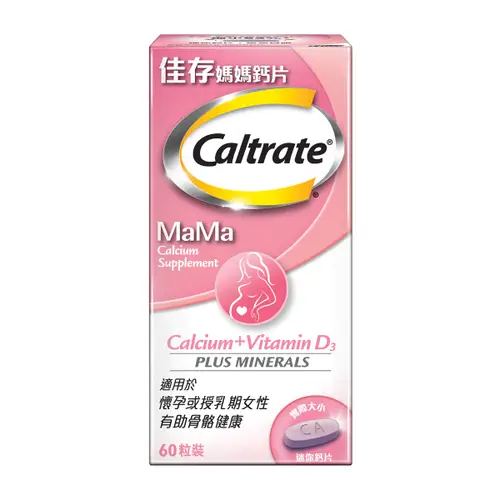 佳存媽媽鈣片
Caltrate®
MaMa
Calcium
Supplement
Calcium+Vitamin D3
PLUS MINERALS
適用於
懷孕或授乳期女性
有助骨骼健康
60粒裝
實際大小
CA
迷你鈣片